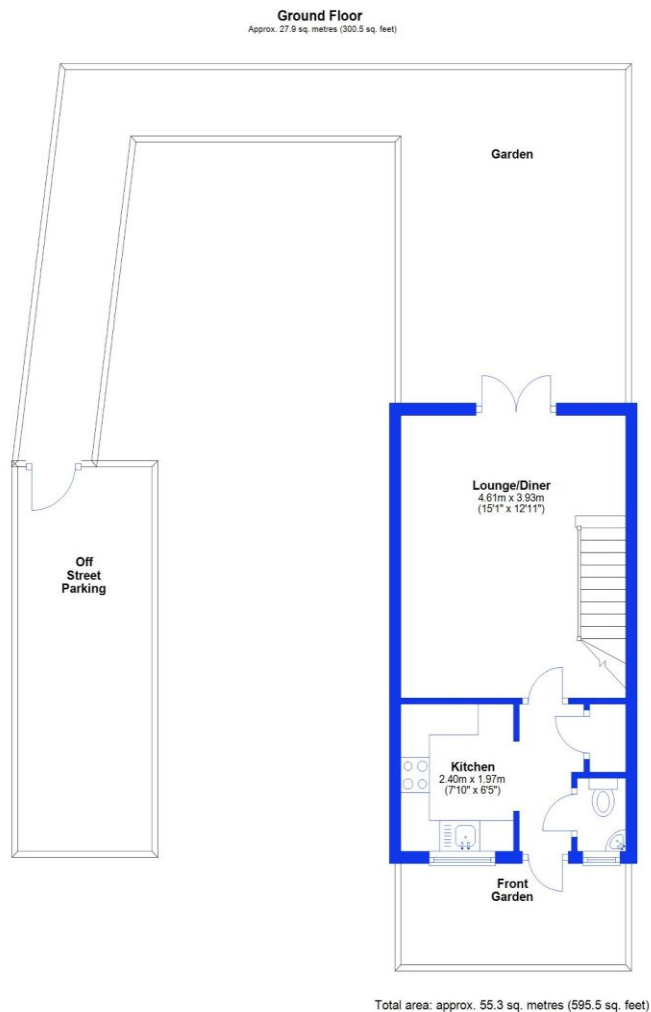 Ground Floor
Approx. 27.9 sq. metres (300.5 sq. feet)
Garden
Lounge/Diner
4.61m x 3.93m
(15'1" x 12'11")
Off
Street
Parking
Kitchen
2.40m x 1.97m
(7'10" x 6'5")
Front
Garden
Total area: approx. 55.3 sq. metres (595.5 sq. feet)